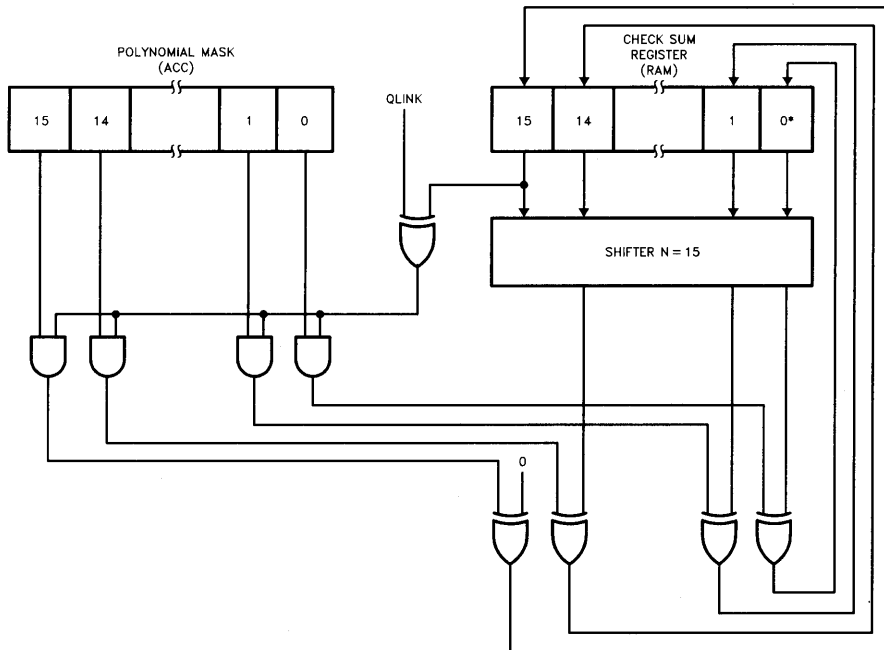 POLYNOMIAL MASK
(ACC)
15 14 1 0
QLINK
CHECK SUM
REGISTER
(RAM)
15 14 1 0*
SHIFTER N = 15
0